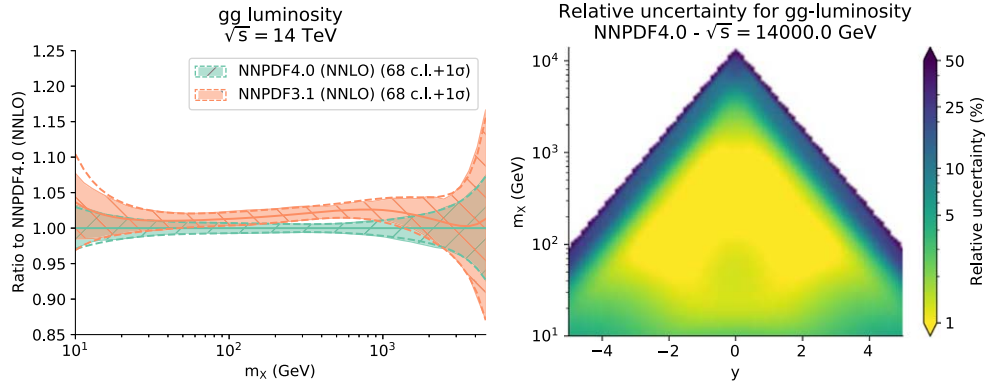 gg luminosity
√s = 14 TeV
NNPDF4.0 (NNLO) (68 c.l.+1σ)
NNPDF3.1 (NNLO) (68 c.l.+1σ)
Ratio to NNPDF4.0 (NNLO)
1.25
1.20
1.15
1.10
1.05
1.00
0.95
0.90
0.85
10¹ 10² 10³
mX (GeV)
Relative uncertainty for gg-luminosity
NNPDF4.0 - √s = 14000.0 GeV
mX (GeV)
10⁴
10³
10²
10¹
−4 −2 0 2 4
y
50
25
10
5
1
Relative uncertainty (%)